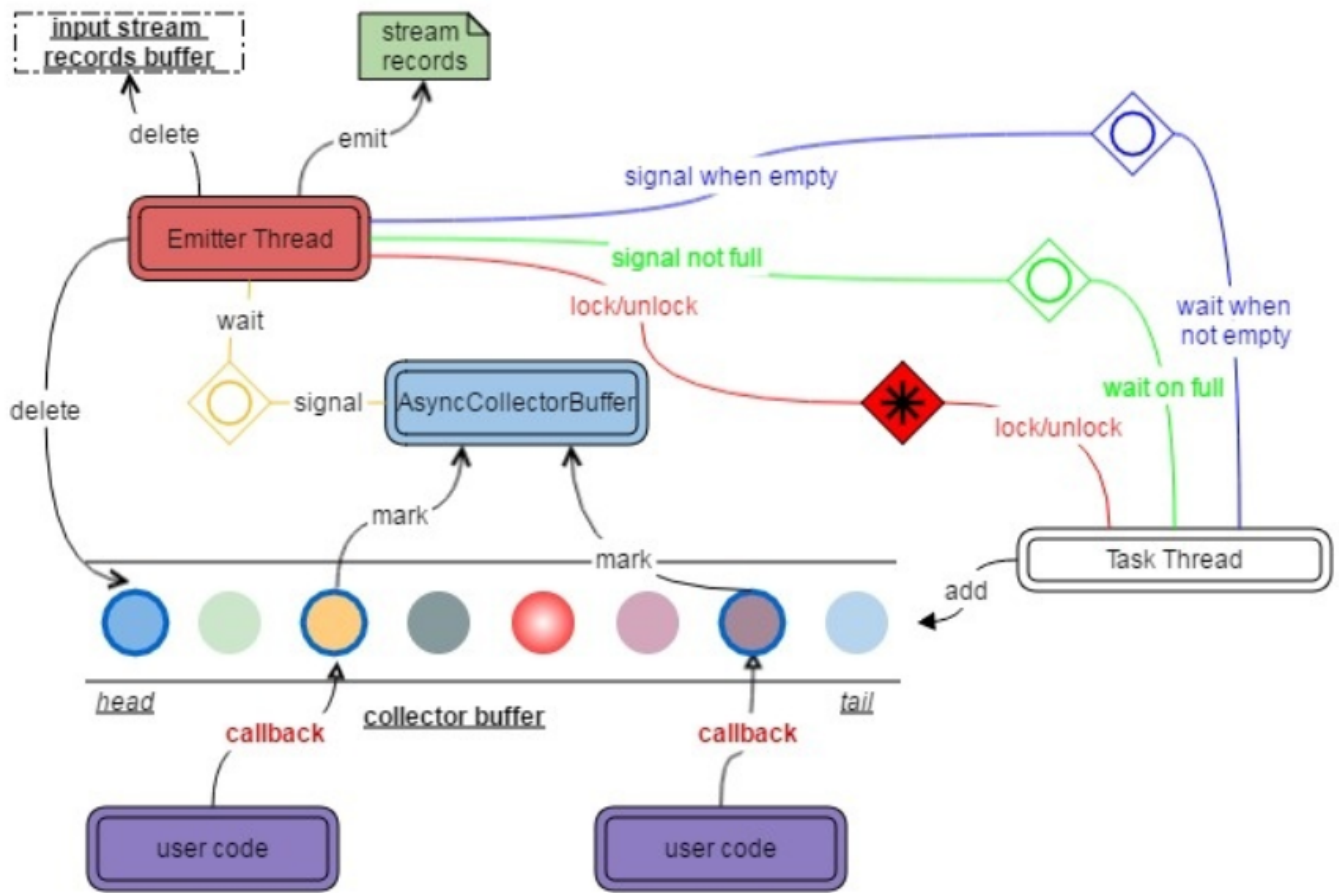 input stream
records buffer
stream
records
delete
emit
signal when empty
Emitter Thread
signal not full
lock/unlock
wait
wait when
not empty
delete
signal
AsyncCollectorBuffer
wait on full
lock/unlock
mark
mark
Task Thread
add
head
collector buffer
tail
callback
callback
user code
user code